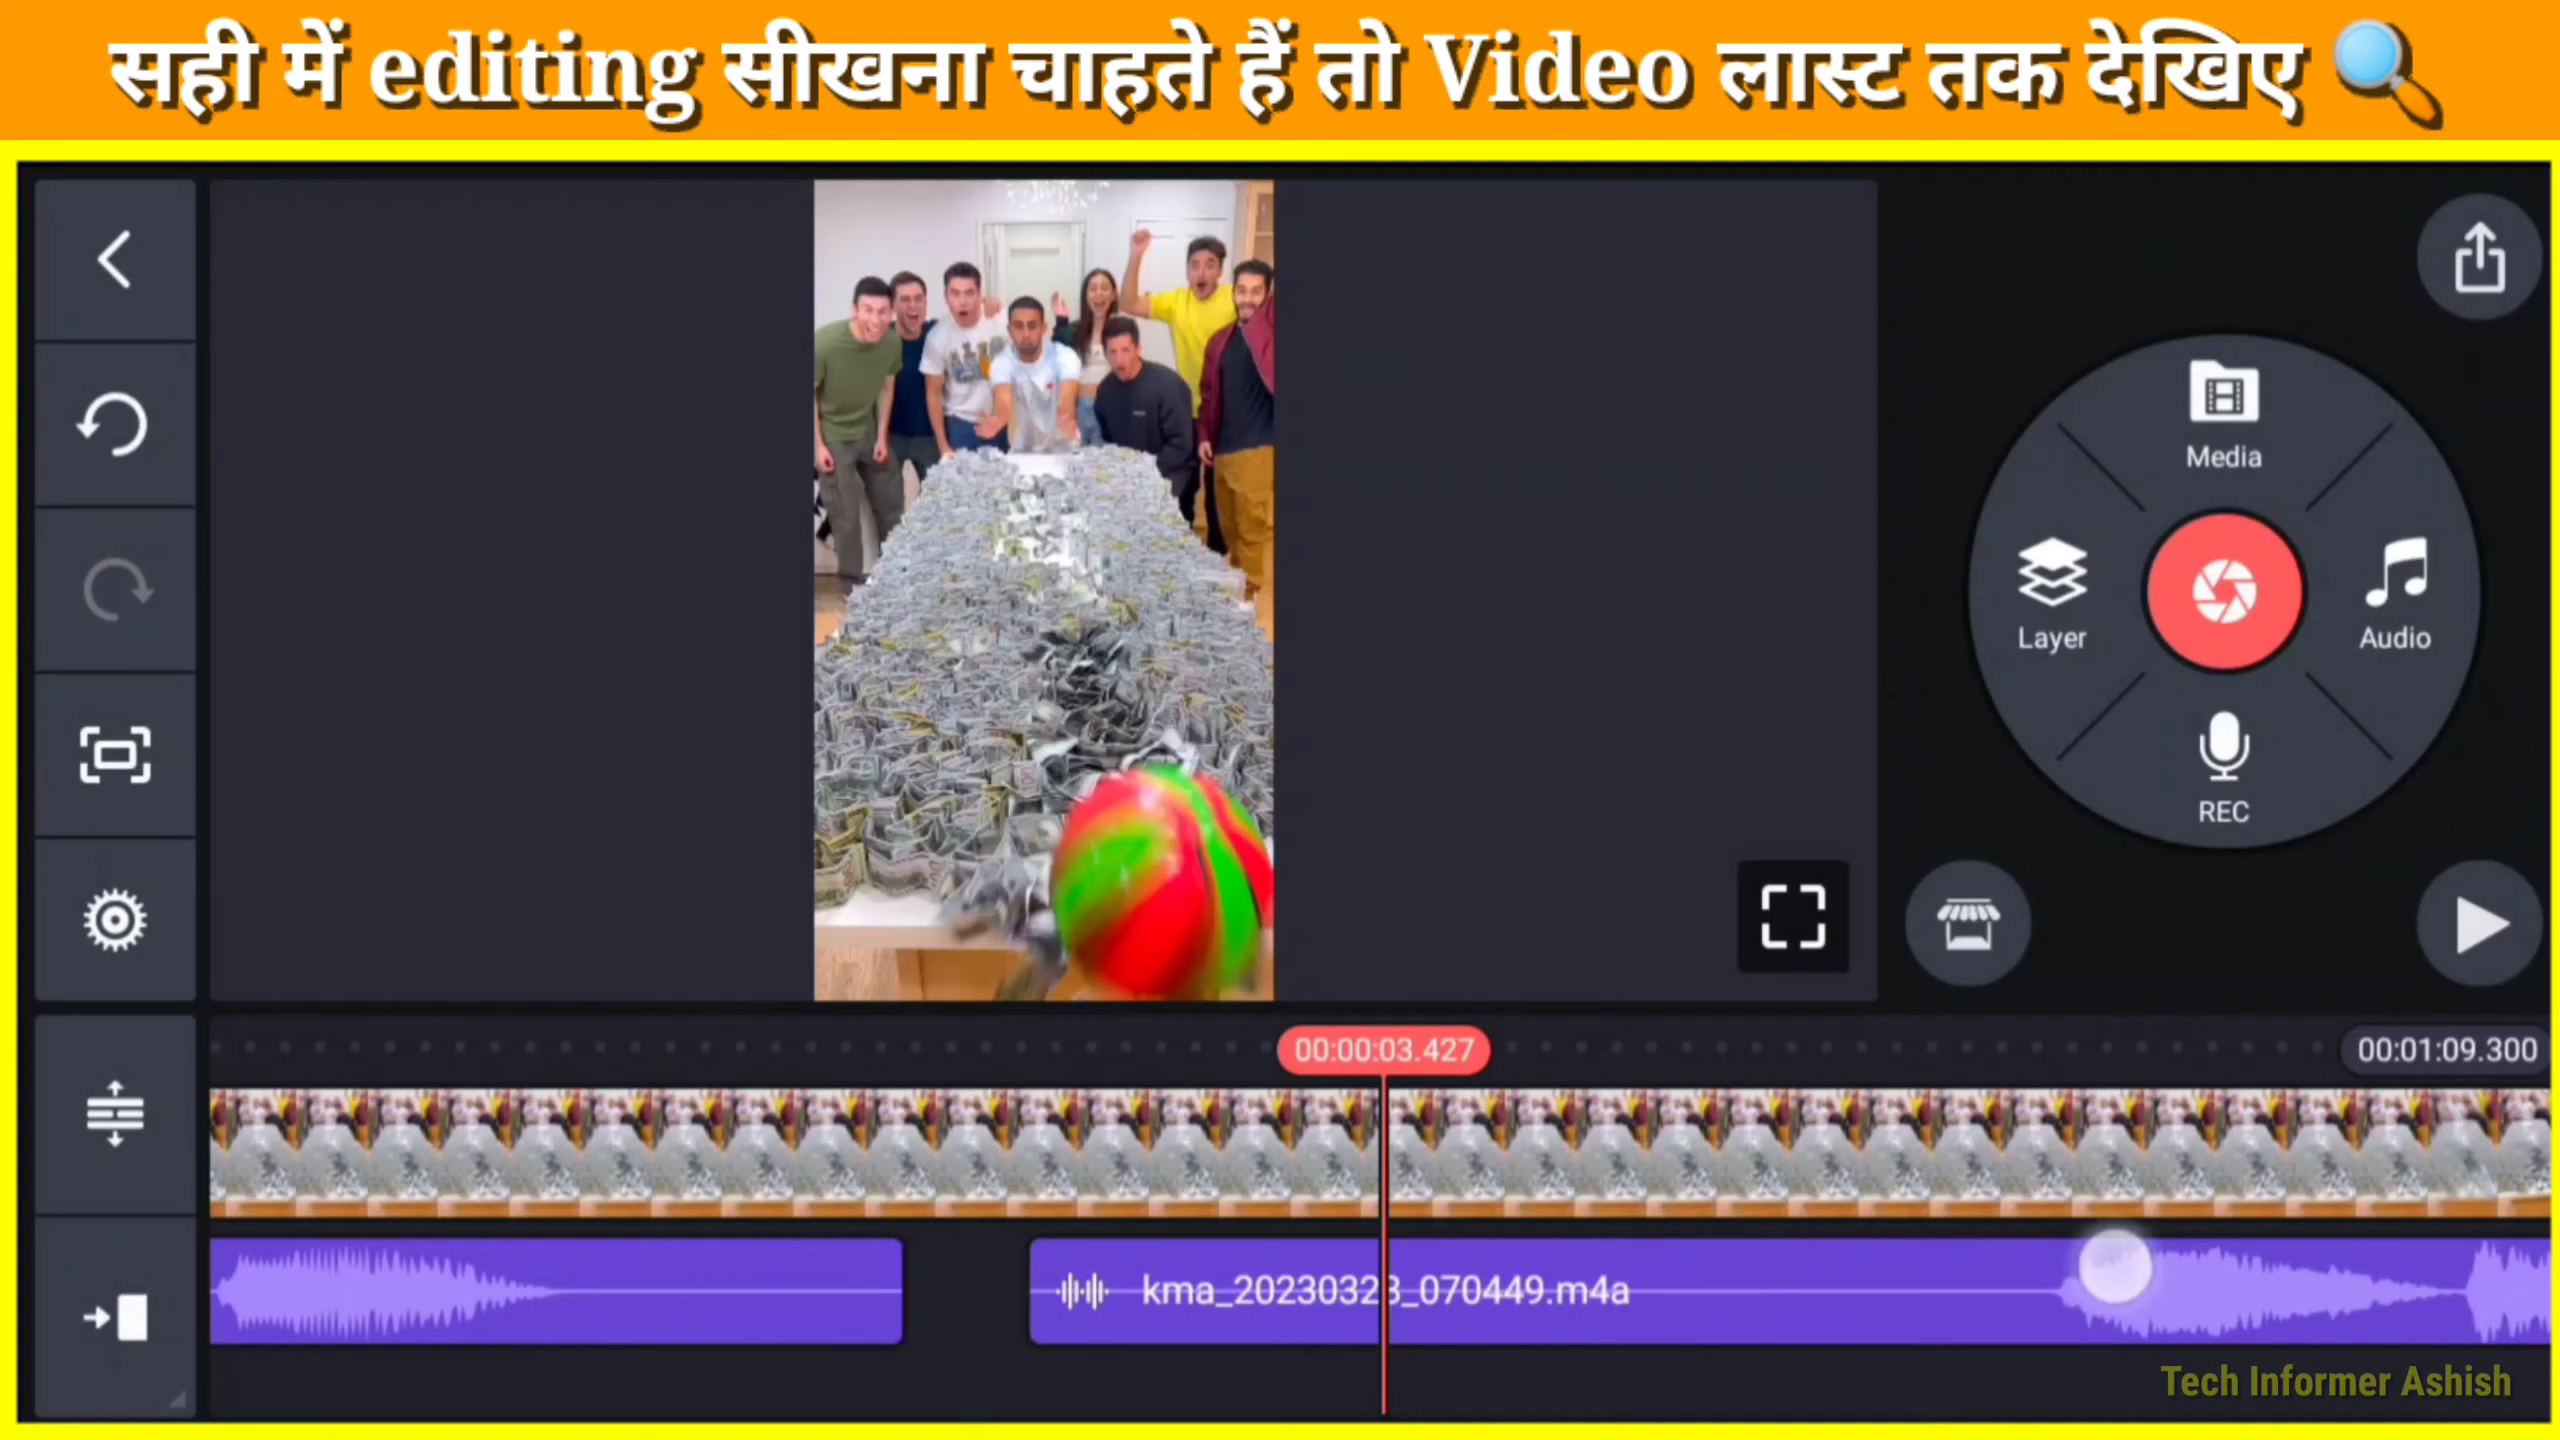 सही में editing सीखना चाहते हैं तो Video लास्ट तक देखिए
Media
Layer
Audio
REC
00:00:03.427
00:01:09.300
kma_20230328_070449.m4a
Tech Informer Ashish